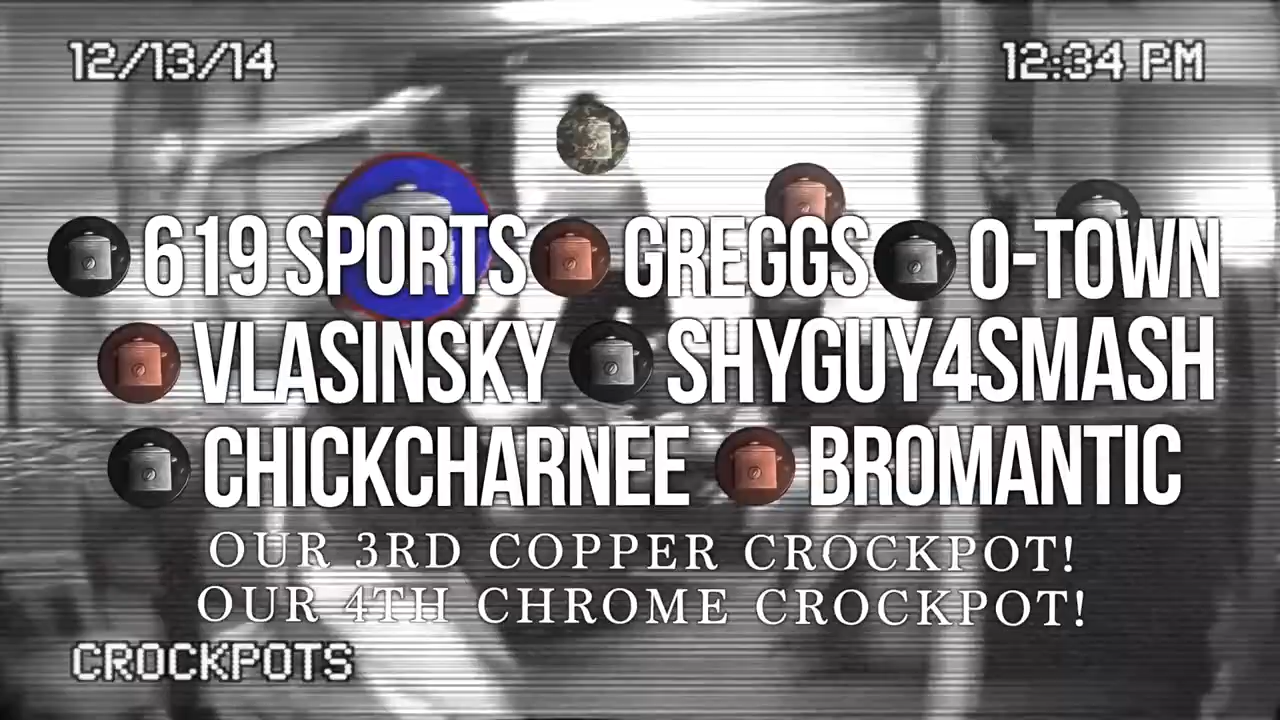 12/13/14 12:34 PM
619 SPORTS GREGGS O-TOWN
VLASINSKY SHYGUY4SMASH
CHICKCHARNEE BROMANTIC
OUR 3RD COPPER CROCKPOT!
OUR 4TH CHROME CROCKPOT!
CROCKPOTS